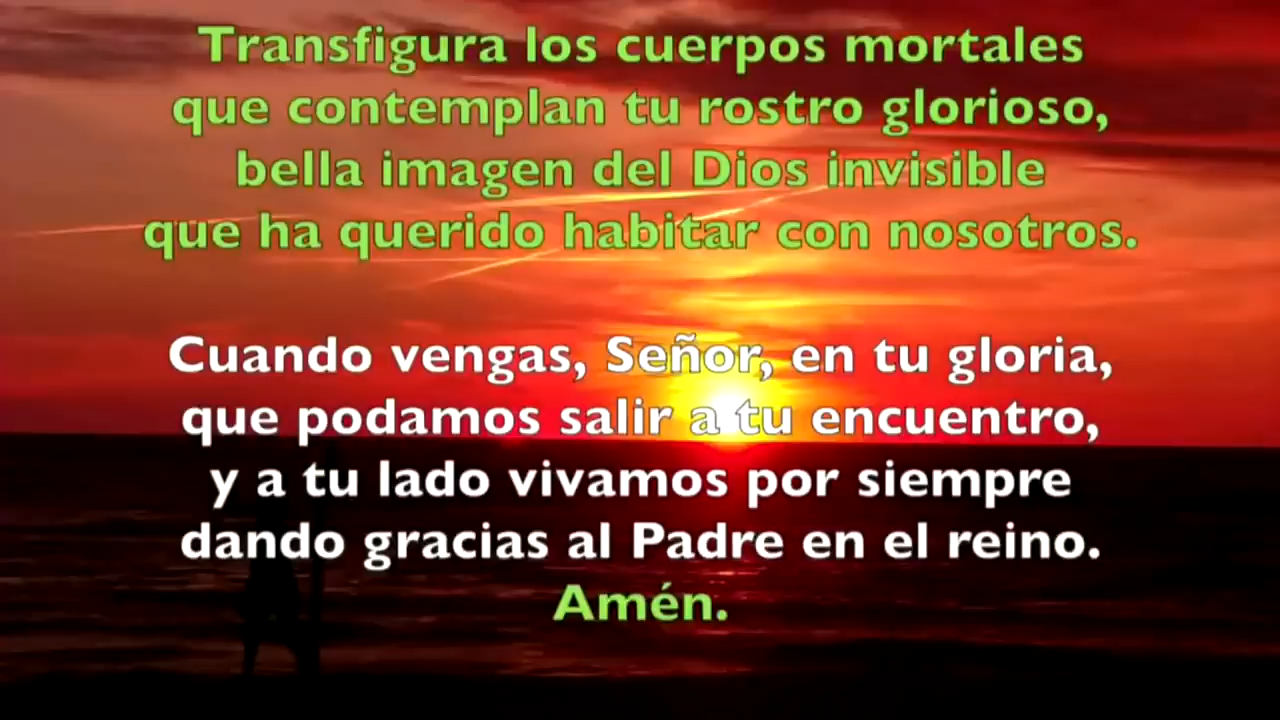 Transfigura los cuerpos mortales
que contemplan tu rostro glorioso,
bella imagen del Dios invisible
que ha querido habitar con nosotros.
Cuando vengas, Señor, en tu gloria,
que podamos salir a tu encuentro,
y a tu lado vivamos por siempre
dando gracias al Padre en el reino.
Amén.